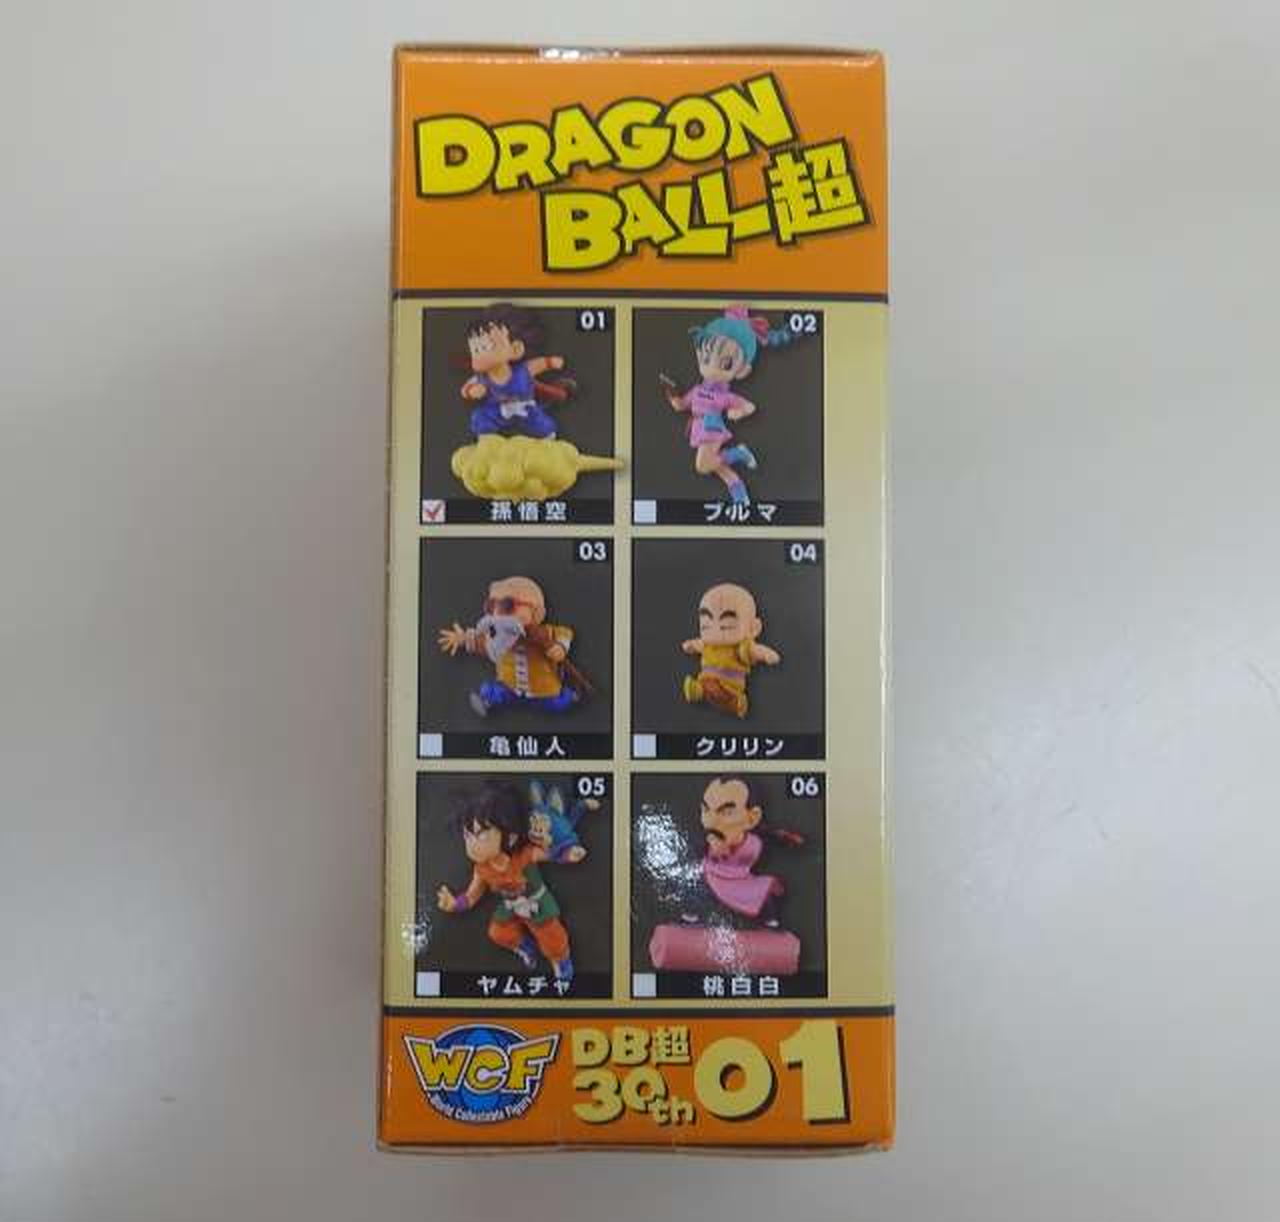 DRAGON
BALL超
01
孫悟空
02
ブルマ
03
亀仙人
04
クリリン
05
ヤムチャ
06
桃白白
WCF
World Collectable Figure
DB超
30th
01